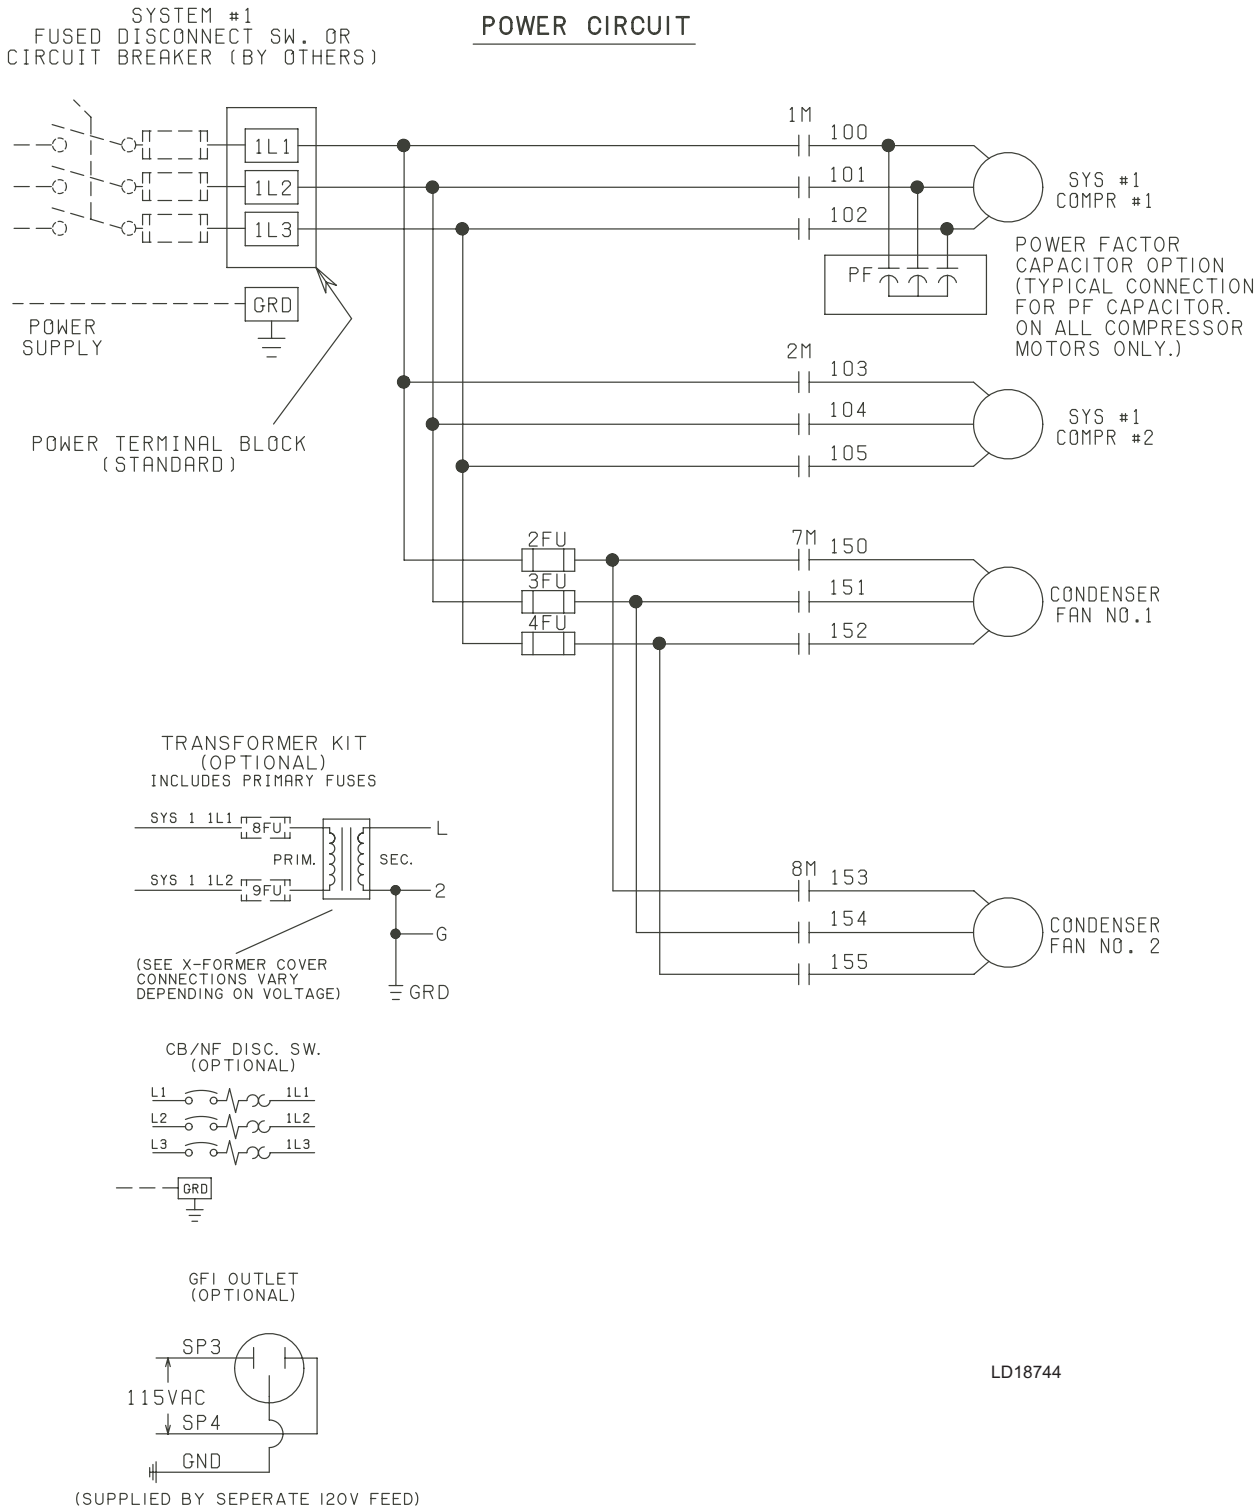 SYSTEM #1
FUSED DISCONNECT SW. OR
CIRCUIT BREAKER (BY OTHERS)
POWER CIRCUIT
1L1
1L2
1L3
GRD
POWER
SUPPLY
POWER TERMINAL BLOCK
(STANDARD)
1M
100
101
102
SYS #1
COMPR #1
PF
POWER FACTOR
CAPACITOR OPTION
(TYPICAL CONNECTION
FOR PF CAPACITOR.
ON ALL COMPRESSOR
MOTORS ONLY.)
2M
103
104
105
SYS #1
COMPR #2
2FU
3FU
4FU
7M
150
151
152
CONDENSER
FAN NO.1
8M
153
154
155
CONDENSER
FAN NO. 2
TRANSFORMER KIT
(OPTIONAL)
INCLUDES PRIMARY FUSES
SYS 1 1L1
8FU
L
PRIM.
SEC.
SYS 1 1L2
9FU
2
G
GRD
(SEE X-FORMER COVER
CONNECTIONS VARY
DEPENDING ON VOLTAGE)
CB/NF DISC. SW.
(OPTIONAL)
L1 1L1
L2 1L2
L3 1L3
GRD
GFI OUTLET
(OPTIONAL)
SP3
115VAC
SP4
GND
(SUPPLIED BY SEPERATE 120V FEED)
LD18744